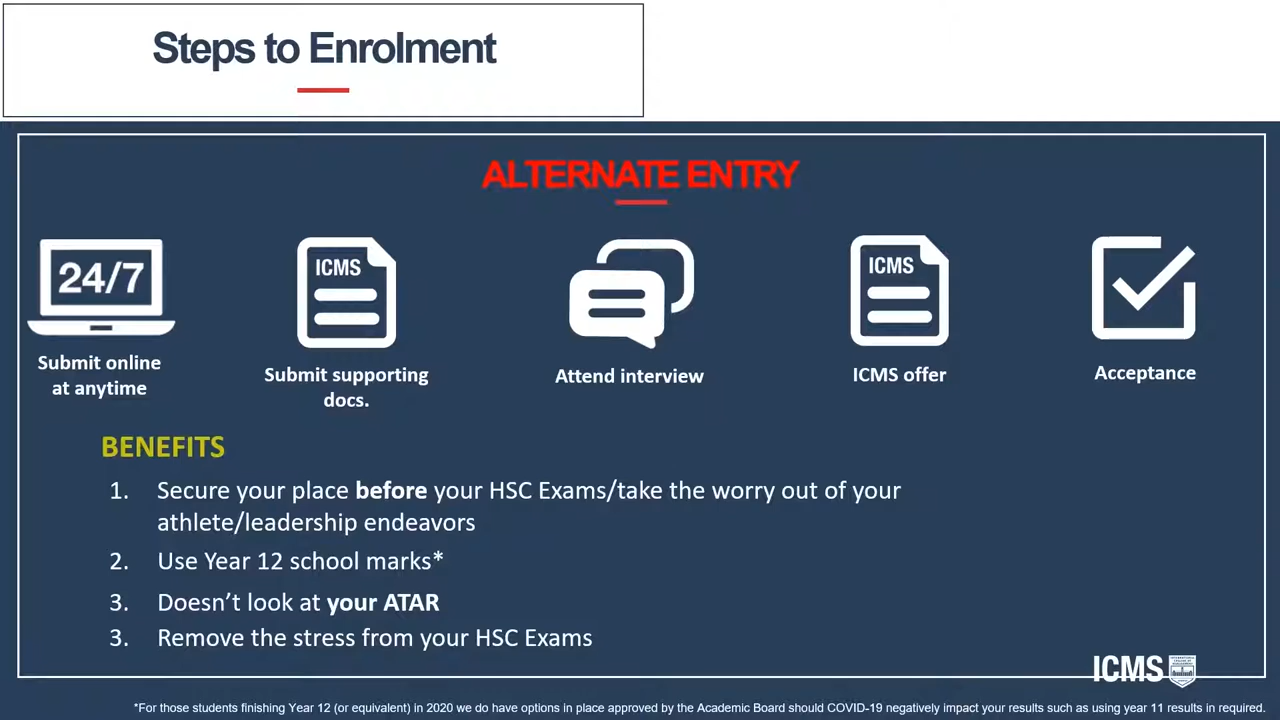 Steps to Enrolment
ALTERNATE ENTRY
24/7
Submit online
at anytime
ICMS
Submit supporting
docs.
Attend interview
ICMS
ICMS offer
Acceptance
BENEFITS
1. Secure your place before your HSC Exams/take the worry out of your
athlete/leadership endeavors
2. Use Year 12 school marks*
3. Doesn't look at your ATAR
3. Remove the stress from your HSC Exams
ICMS
*For those students finishing Year 12 (or equivalent) in 2020 we do have options in place approved by the Academic Board should COVID-19 negatively impact your results such as using year 11 results in required.